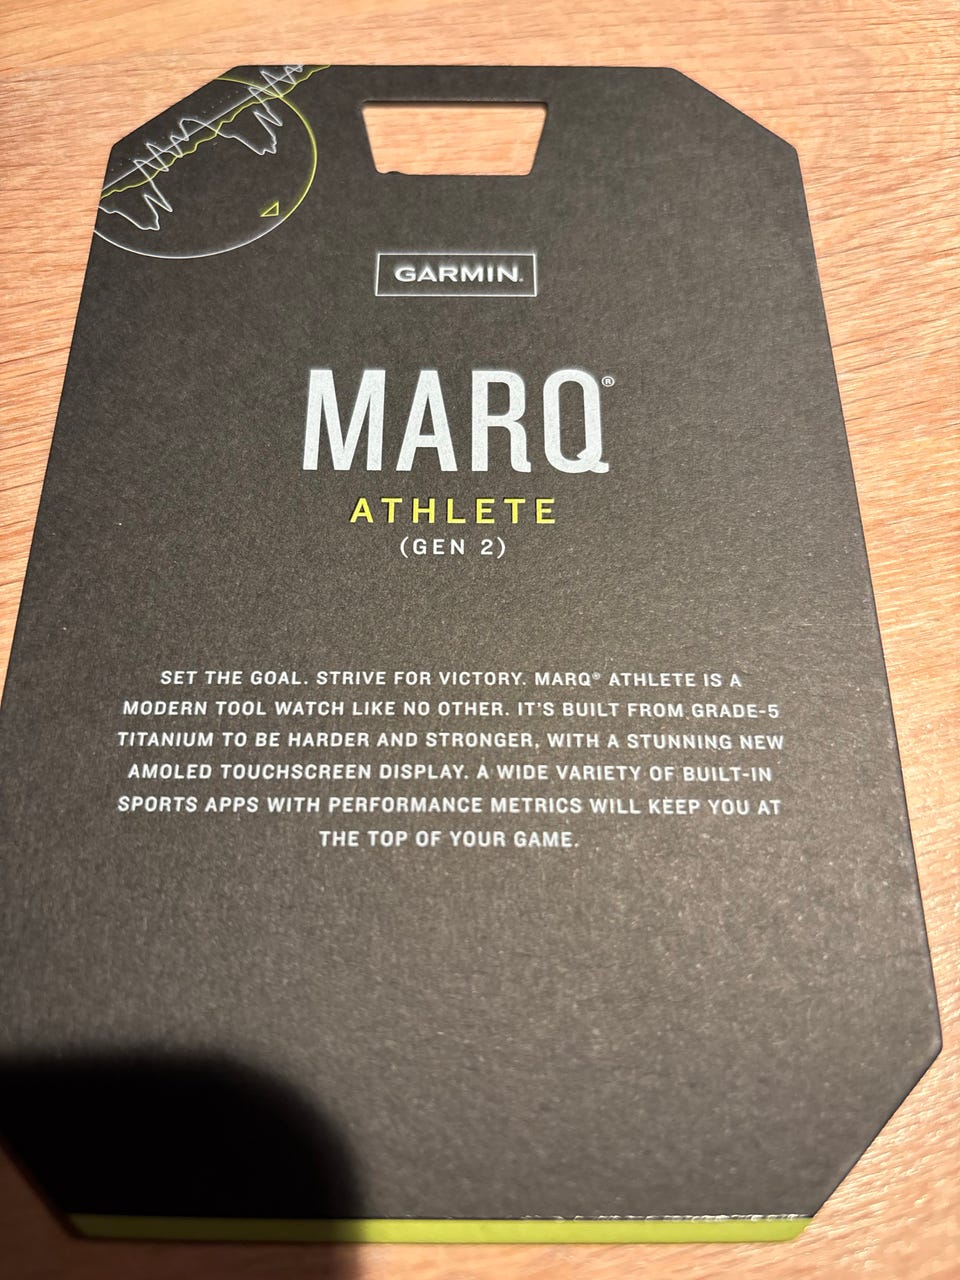 GARMIN.
MARQ®
ATHLETE
(GEN 2)
SET THE GOAL. STRIVE FOR VICTORY. MARQ® ATHLETE IS A
MODERN TOOL WATCH LIKE NO OTHER. IT'S BUILT FROM GRADE-5
TITANIUM TO BE HARDER AND STRONGER, WITH A STUNNING NEW
AMOLED TOUCHSCREEN DISPLAY. A WIDE VARIETY OF BUILT-IN
SPORTS APPS WITH PERFORMANCE METRICS WILL KEEP YOU AT
THE TOP OF YOUR GAME.